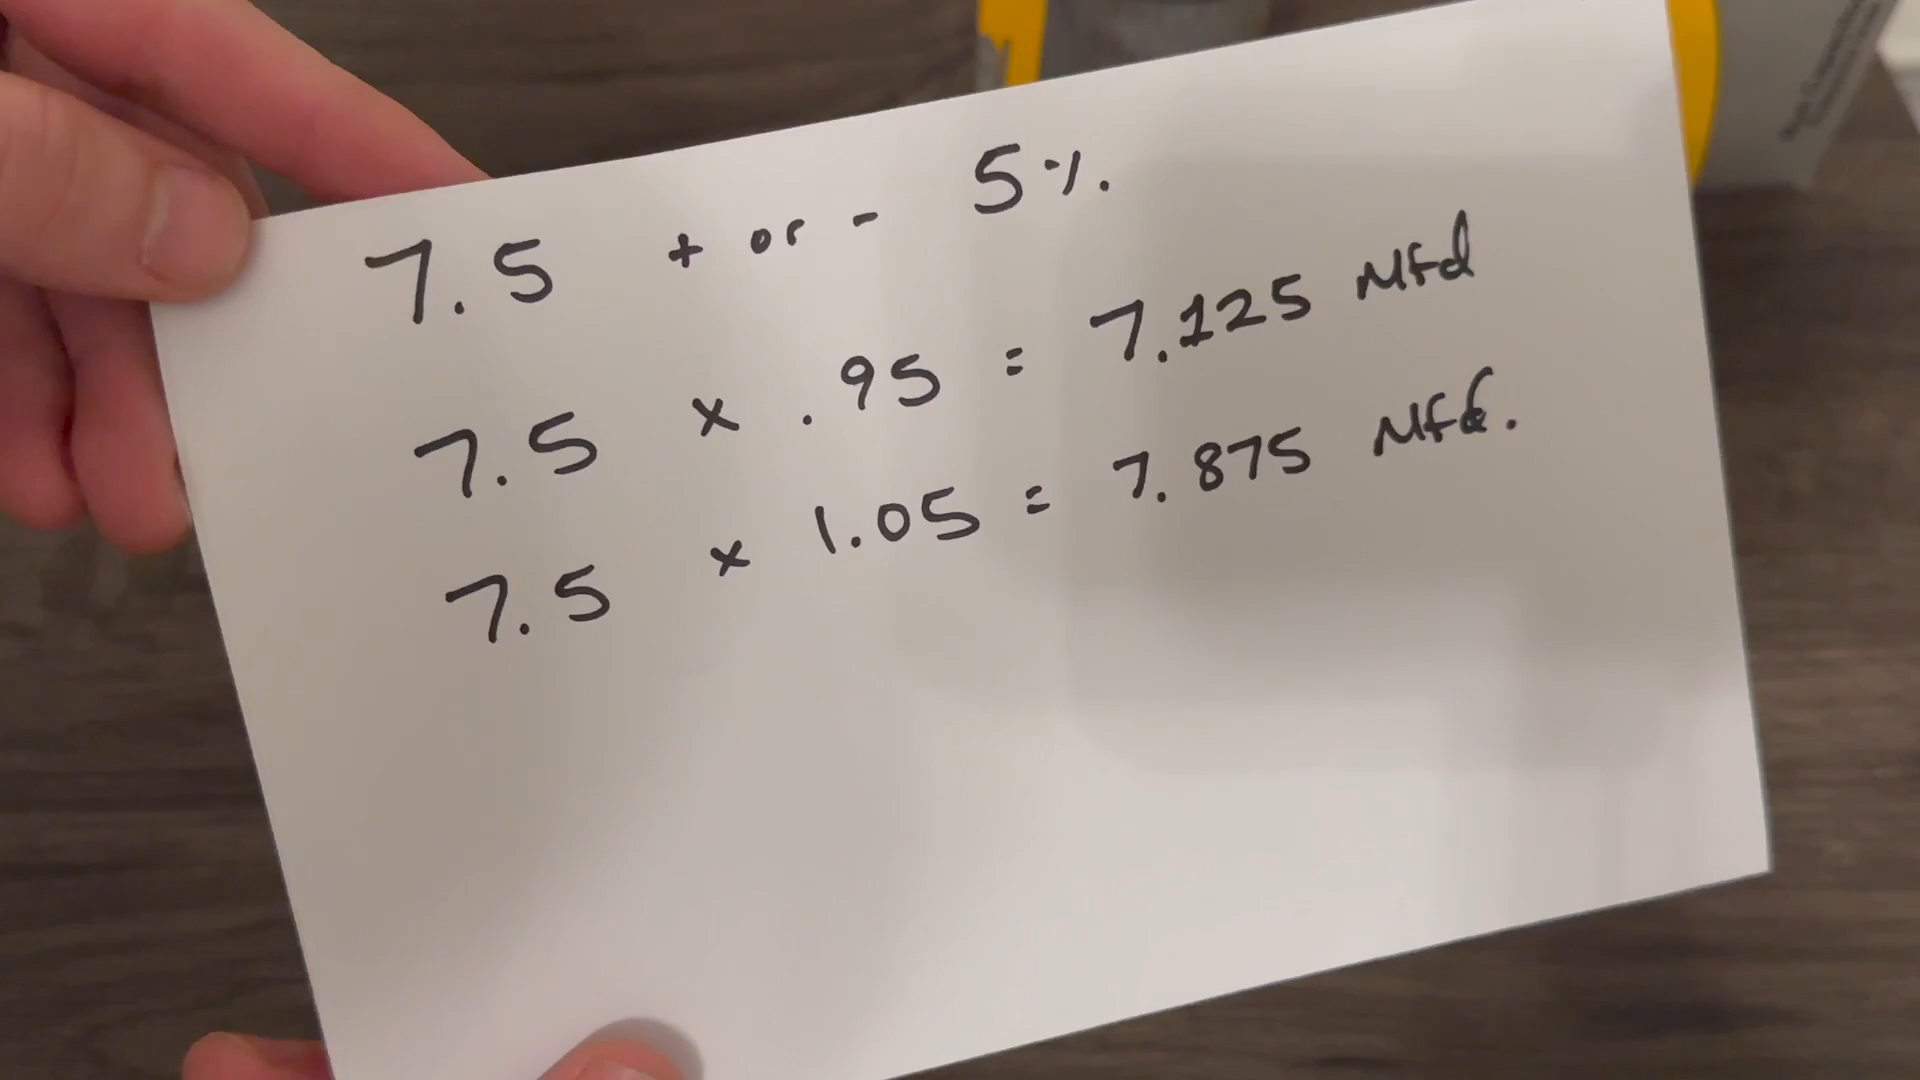 7.5 + or - 5%
7.5 x .95 = 7.125 Mfd
7.5 x 1.05 = 7.875 Mfd.